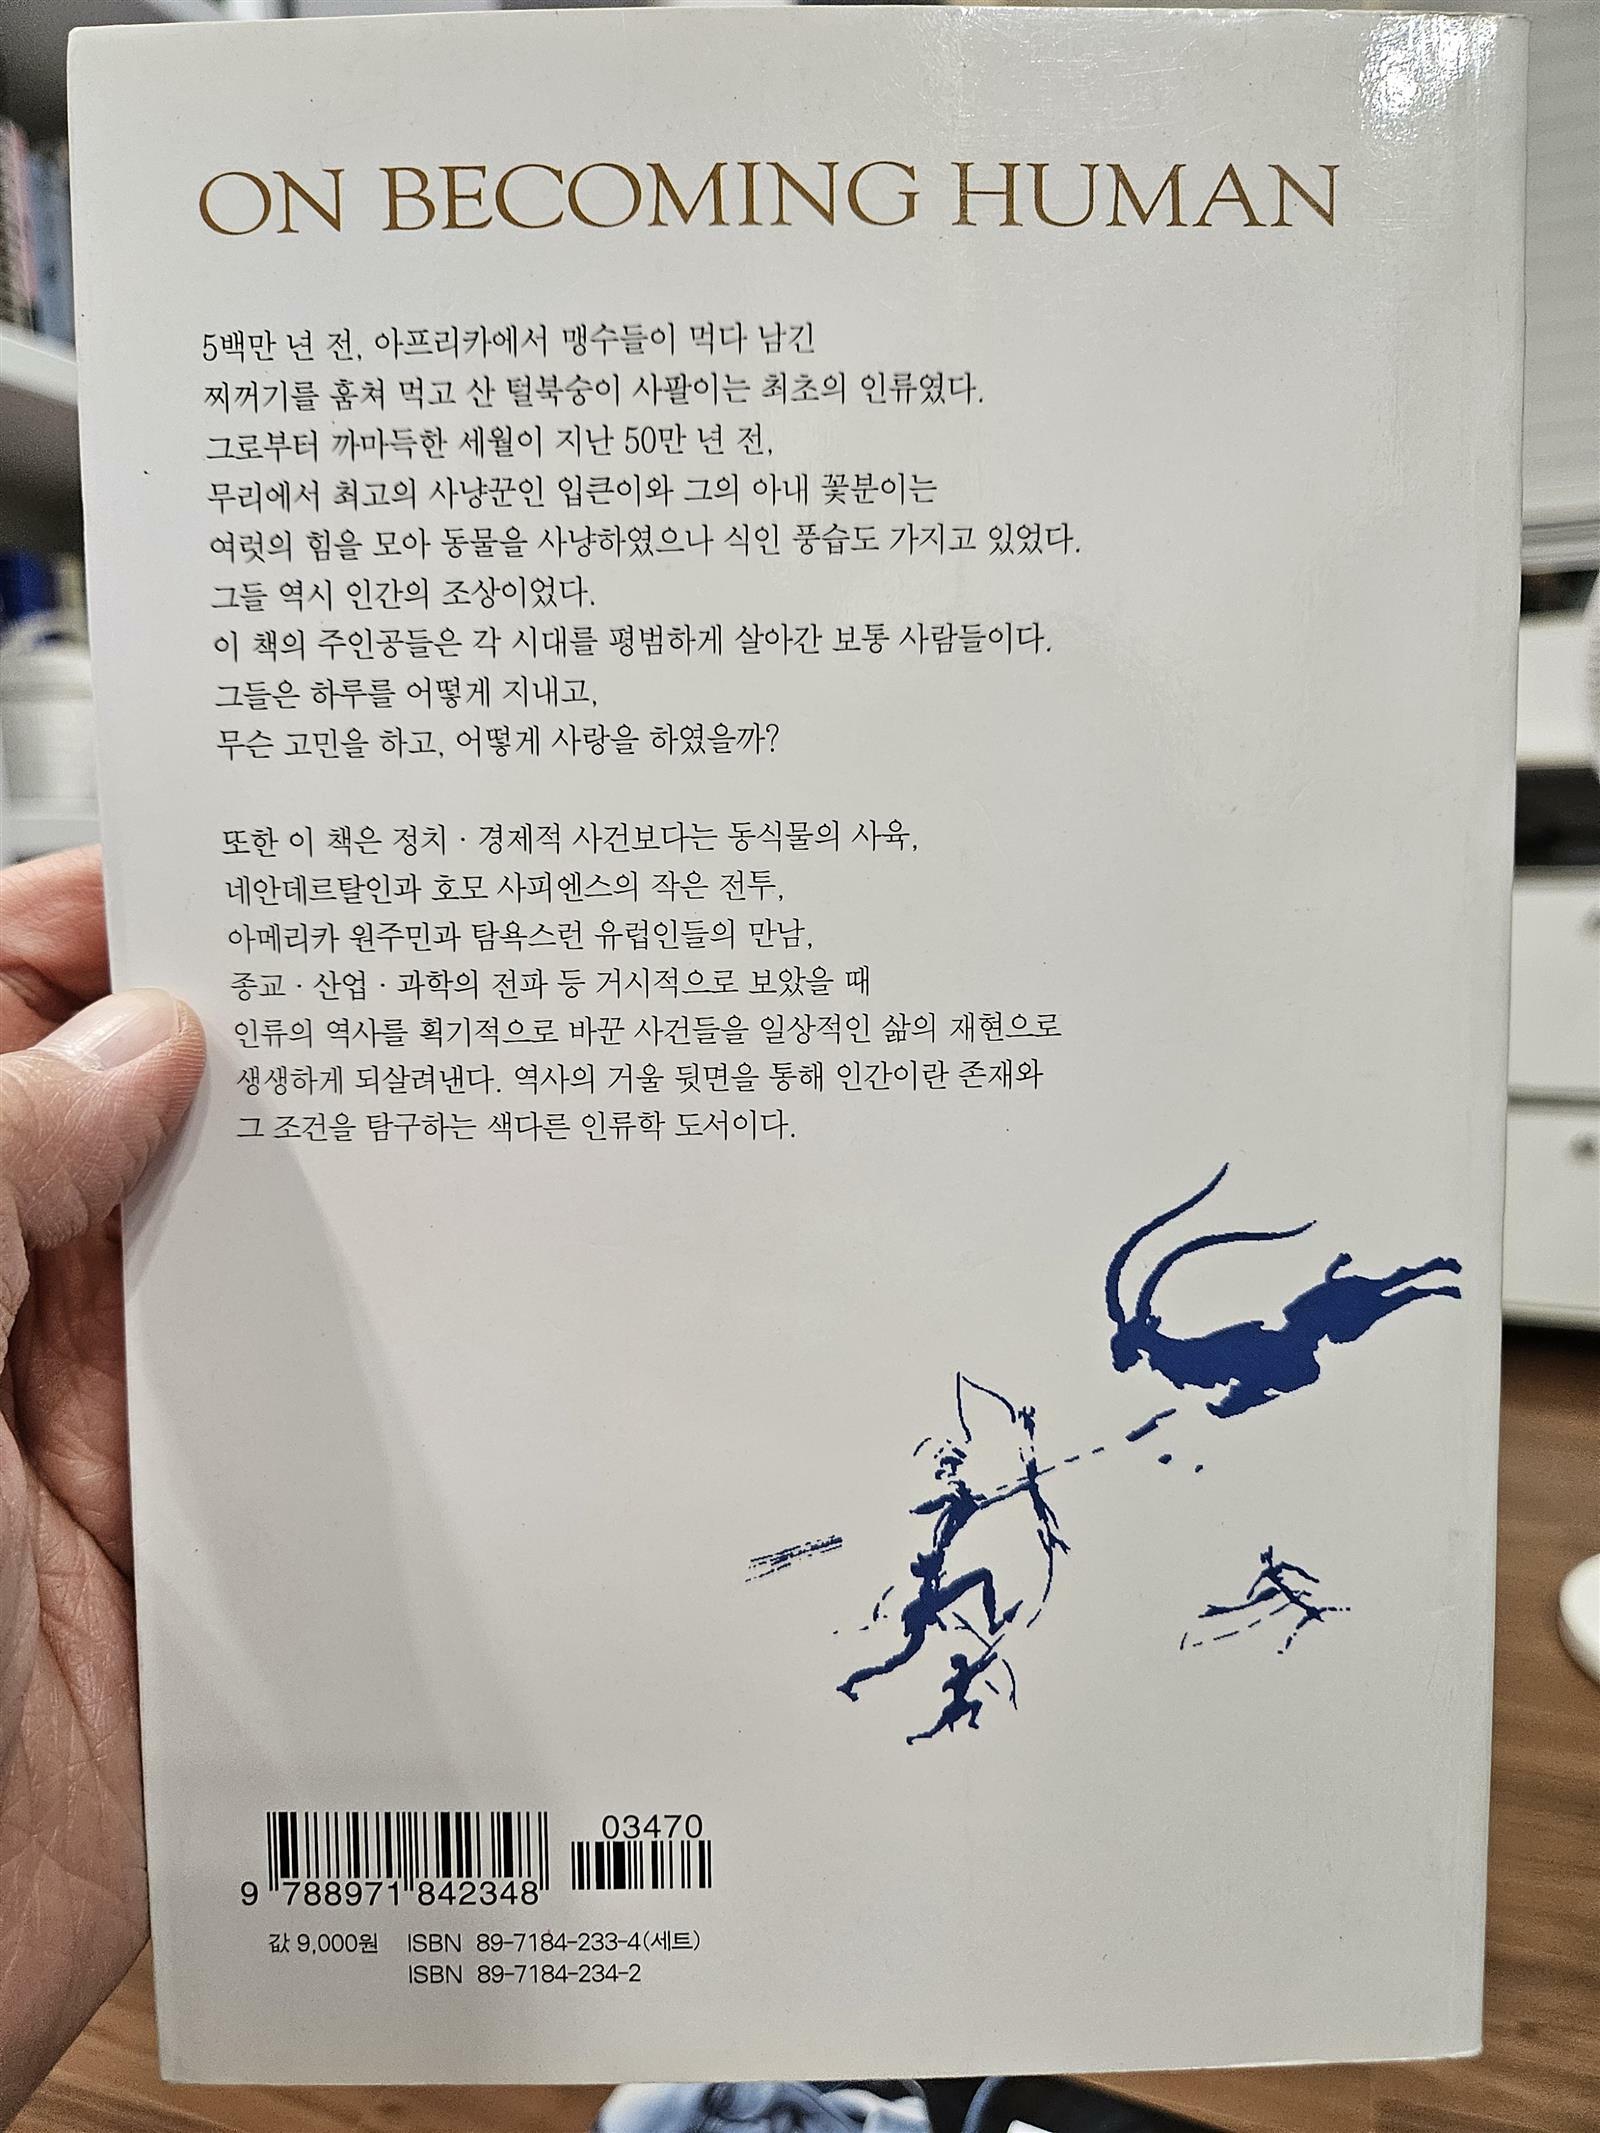 ON BECOMING HUMAN
5백만 년 전, 아프리카에서 맹수들이 먹다 남긴
찌꺼기를 훔쳐 먹고 산 털북숭이 사팔이는 최초의 인류였다.
그로부터 까마득한 세월이 지난 50만 년 전,
무리에서 최고의 사냥꾼인 입큰이와 그의 아내 꽃분이는
여럿의 힘을 모아 동물을 사냥하였으나 식인 풍습도 가지고 있었다.
그들 역시 인간의 조상이었다.
이 책의 주인공들은 각 시대를 평범하게 살아간 보통 사람들이다.
그들은 하루를 어떻게 지내고,
무슨 고민을 하고, 어떻게 사랑을 하였을까?
또한 이 책은 정치 · 경제적 사건보다는 동식물의 사육,
네안데르탈인과 호모 사피엔스의 작은 전투,
아메리카 원주민과 탐욕스런 유럽인들의 만남,
종교 · 산업 · 과학의 전파 등 거시적으로 보았을 때
인류의 역사를 획기적으로 바꾼 사건들을 일상적인 삶의 재현으로
생생하게 되살려낸다. 역사의 거울 뒷면을 통해 인간이란 존재와
그 조건을 탐구하는 색다른 인류학 도서이다.
03470
9 788971 842348
값 9,000원 ISBN 89-7184-233-4(세트)
ISBN 89-7184-234-2